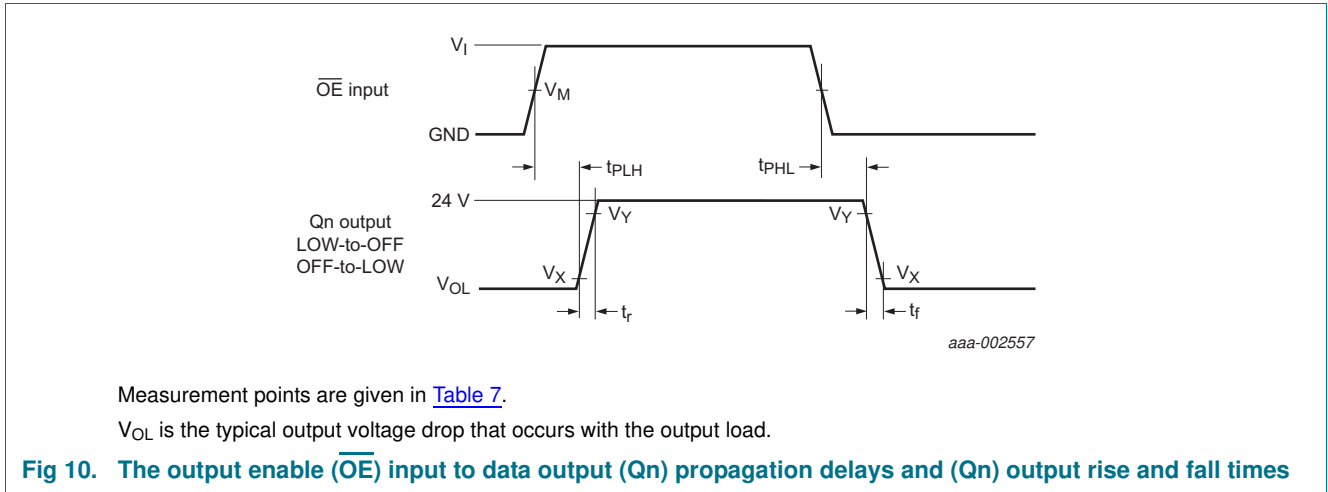 V_I
OE input
V_M
GND
t_PLH
t_PHL
24 V
V_Y
V_Y
Qn output
LOW-to-OFF
OFF-to-LOW
V_X
V_X
V_OL
t_r
t_f
aaa-002557
Measurement points are given in Table 7.
V_OL is the typical output voltage drop that occurs with the output load.
Fig 10. The output enable (OE) input to data output (Qn) propagation delays and (Qn) output rise and fall times